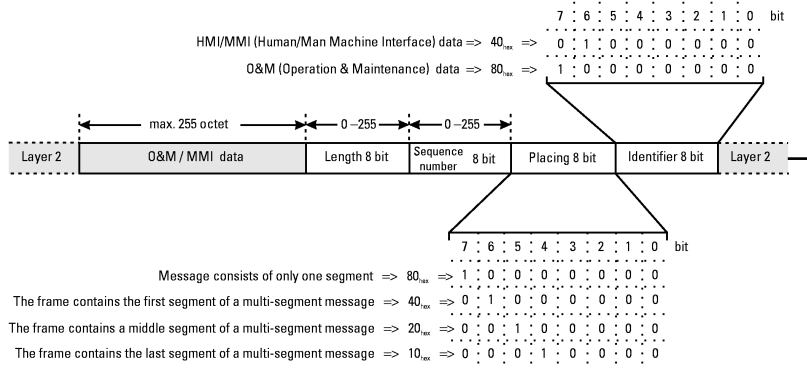 7 6 5 4 3 2 1 0 bit
HMI/MMI (Human/Man Machine Interface) data => 40hex => 0 1 0 0 0 0 0 0
O&M (Operation & Maintenance) data => 80hex => 1 0 0 0 0 0 0 0
max. 255 octet 0–255 0–255
Layer 2 O&M / MMI data Length 8 bit Sequence number 8 bit Placing 8 bit Identifier 8 bit Layer 2
7 6 5 4 3 2 1 0 bit
Message consists of only one segment => 80hex => 1 0 0 0 0 0 0 0
The frame contains the first segment of a multi-segment message => 40hex => 0 1 0 0 0 0 0 0
The frame contains a middle segment of a multi-segment message => 20hex => 0 0 1 0 0 0 0 0
The frame contains the last segment of a multi-segment message => 10hex => 0 0 0 1 0 0 0 0